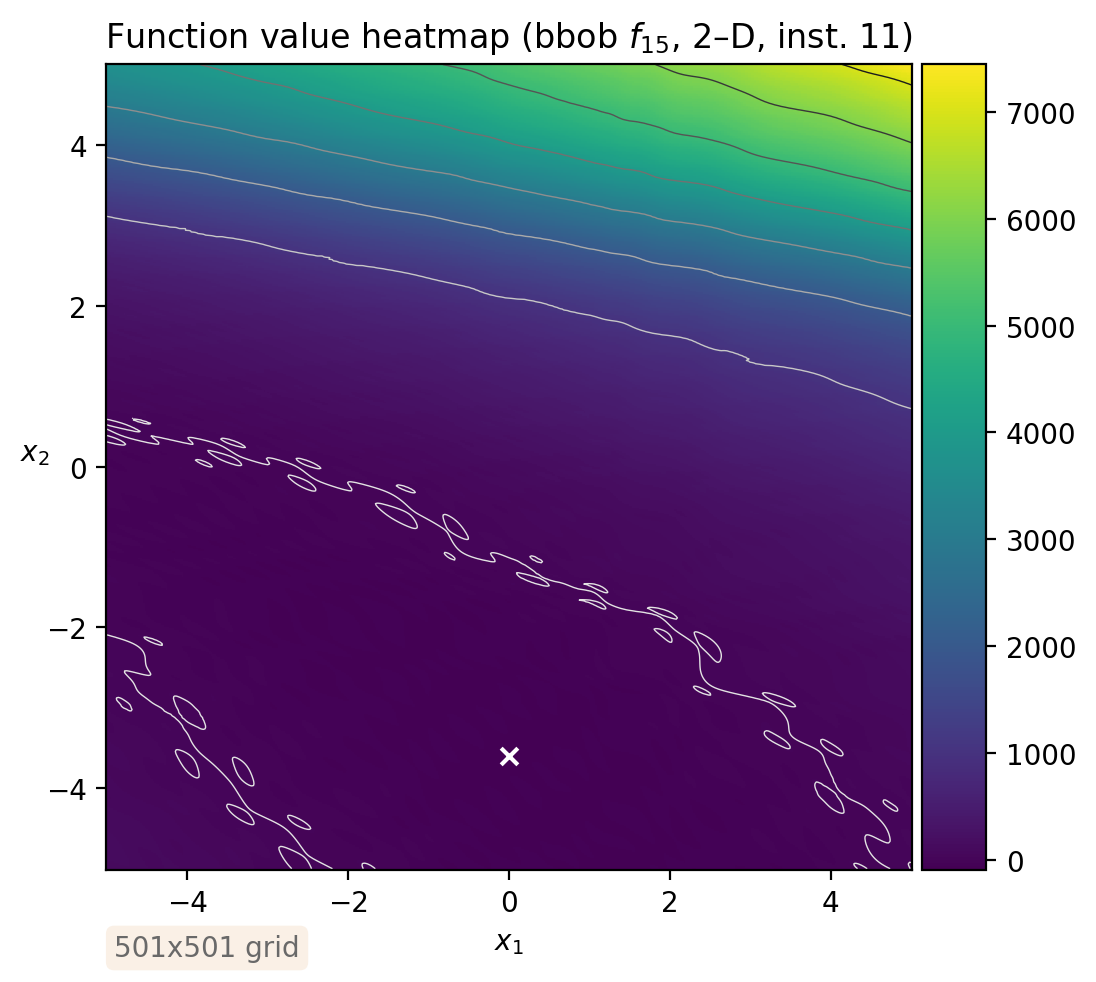 Function value heatmap (bbob f₁₅, 2–D, inst. 11)
4
2
0
−2
−4
x₂
−4 −2 0 2 4
x₁
7000
6000
5000
4000
3000
2000
1000
0
501x501 grid